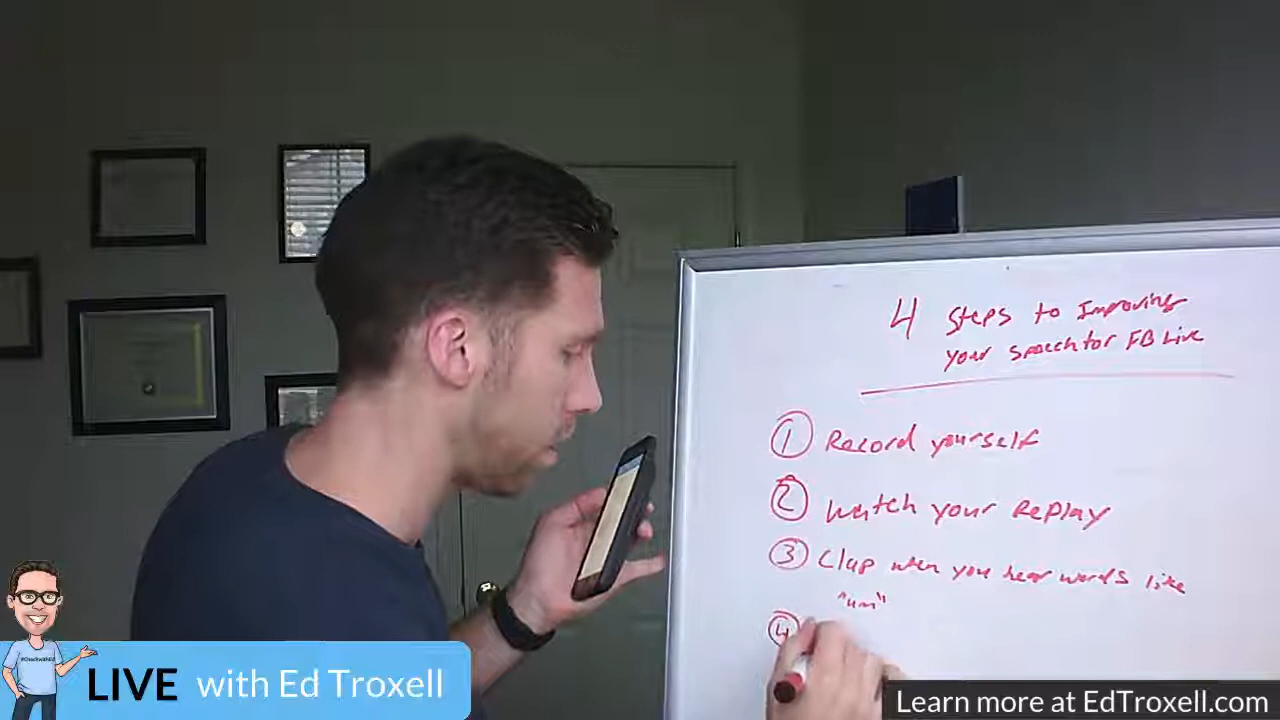 4 Steps to Improving
your speech for FB Live
1 Record yourself
2 Watch your Replay
3 Clap when you hear words like
"um"
4
LIVE with Ed Troxell
Learn more at EdTroxell.com